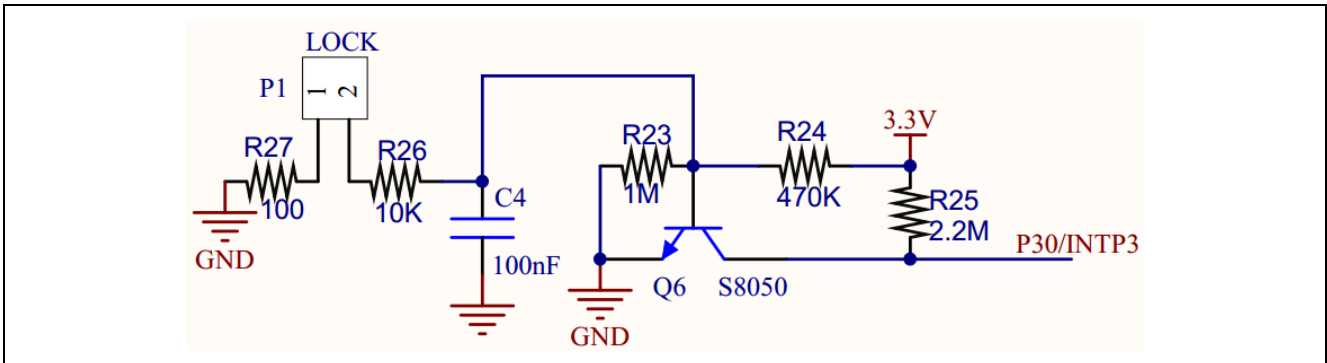 LOCK
P1
1
2
R27
100
GND
R26
10K
C4
100nF
R23
1M
R24
470K
3.3V
R25
2.2M
P30/INTP3
Q6
S8050
GND